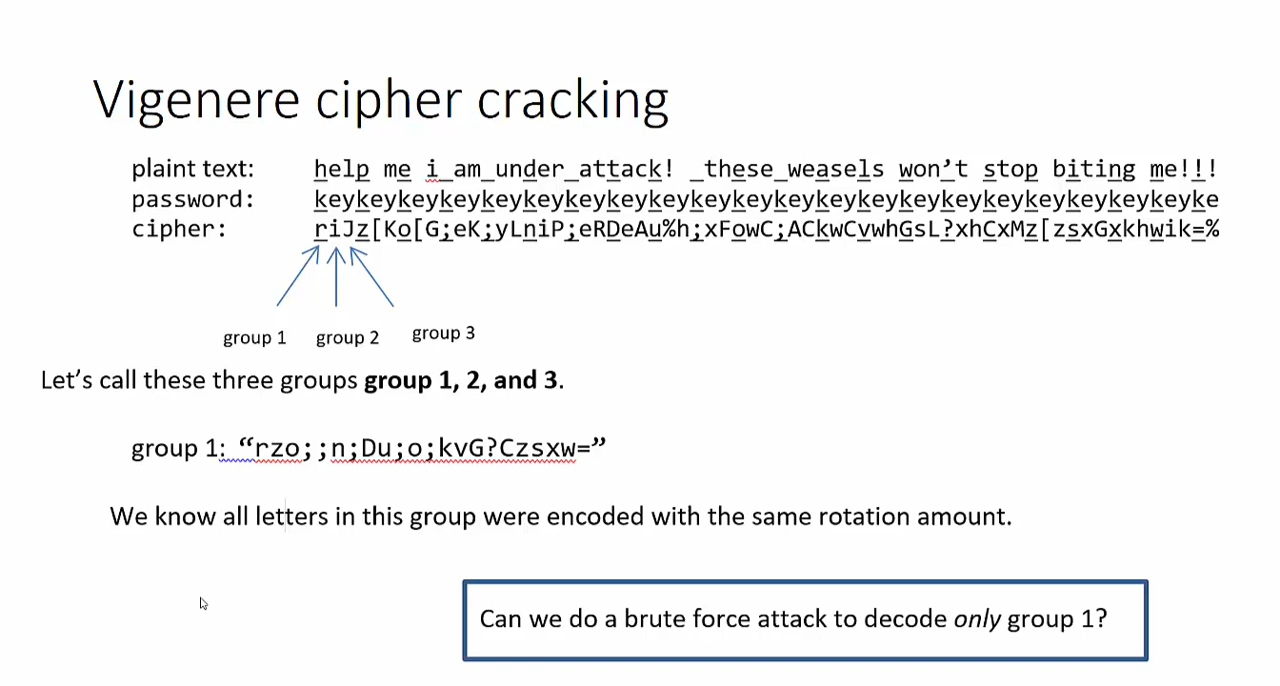 Vigenere cipher cracking
plaint text: help me i_am_under_attack! _these_weasels won’t stop biting me!!!
password: keykeykeykeykeykeykeykeykeykeykeykeykeykeykeykeykeykeykeykeykeyke
cipher: riJz[Ko[G;eK;yLniP;eRDeAu%h;xFowC;ACkwCvwhGsL?xhCxMz[zsxGxkhwik=%
group 1 group 2 group 3
Let’s call these three groups group 1, 2, and 3.
group 1: “rzo;;n;Du;o;kvG?Czsxw=”
We know all letters in this group were encoded with the same rotation amount.
Can we do a brute force attack to decode only group 1?